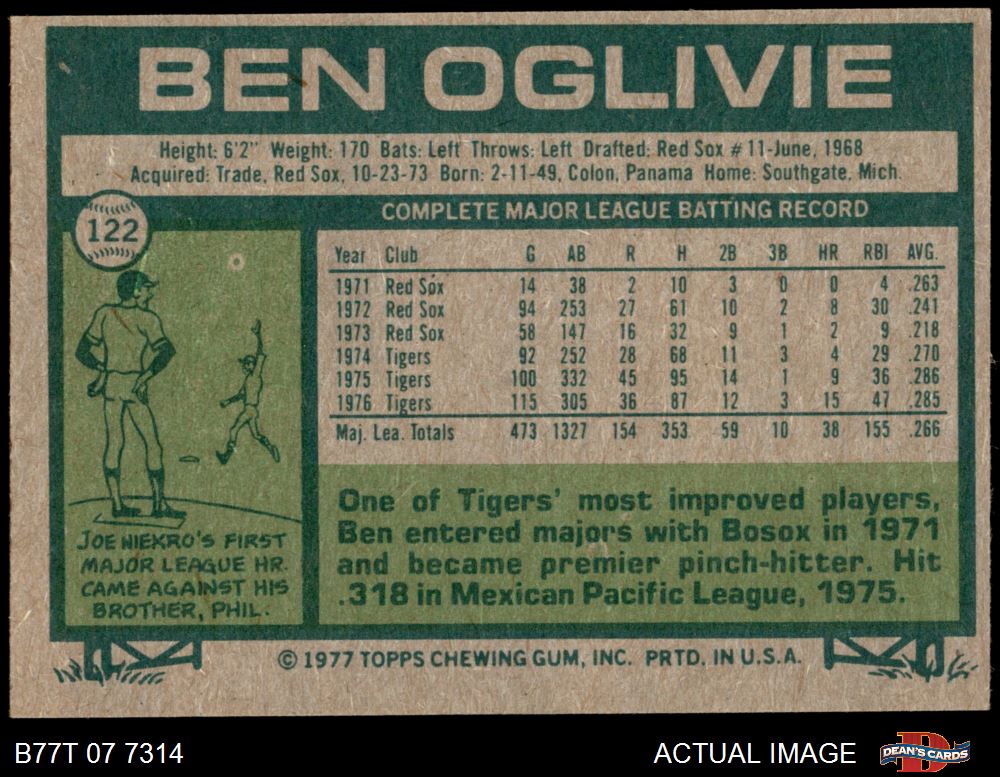 BEN OGLIVIE
Height: 6'2" Weight: 170 Bats: Left Throws: Left Drafted: Red Sox # 11-June, 1968
Acquired: Trade, Red Sox, 10-23-73 Born: 2-11-49, Colon, Panama Home: Southgate, Mich.
122
COMPLETE MAJOR LEAGUE BATTING RECORD
Year Club G AB R H 2B 3B HR RBI AVG.
1971 Red Sox 14 38 2 10 3 0 0 4 .263
1972 Red Sox 94 253 27 61 10 2 8 30 .241
1973 Red Sox 58 147 16 32 9 1 2 9 .218
1974 Tigers 92 252 28 68 11 3 4 29 .270
1975 Tigers 100 332 45 95 14 1 9 36 .286
1976 Tigers 115 305 36 87 12 3 15 47 .285
Maj. Lea. Totals 473 1327 154 353 59 10 38 155 .266
JOE NIEKRO'S FIRST
MAJOR LEAGUE HR.
CAME AGAINST HIS
BROTHER, PHIL.
One of Tigers' most improved players,
Ben entered majors with Bosox in 1971
and became premier pinch-hitter. Hit
.318 in Mexican Pacific League, 1975.
© 1977 TOPPS CHEWING GUM, INC. PRTD. IN U.S.A.
B77T 07 7314
ACTUAL IMAGE
DEAN'S CARDS